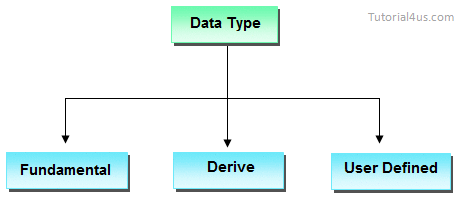 Data Type
Tutorial4us.com
Fundamental
Derive
User Defined